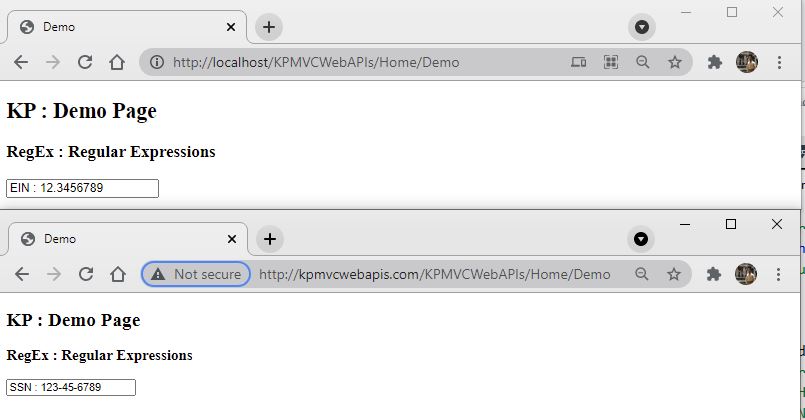 Demo
http://localhost/KPMVCWebAPIs/Home/Demo
KP : Demo Page
RegEx : Regular Expressions
EIN : 12.3456789
Demo
Not secure http://kpmvcwebapis.com/KPMVCWebAPIs/Home/Demo
KP : Demo Page
RegEx : Regular Expressions
SSN : 123-45-6789